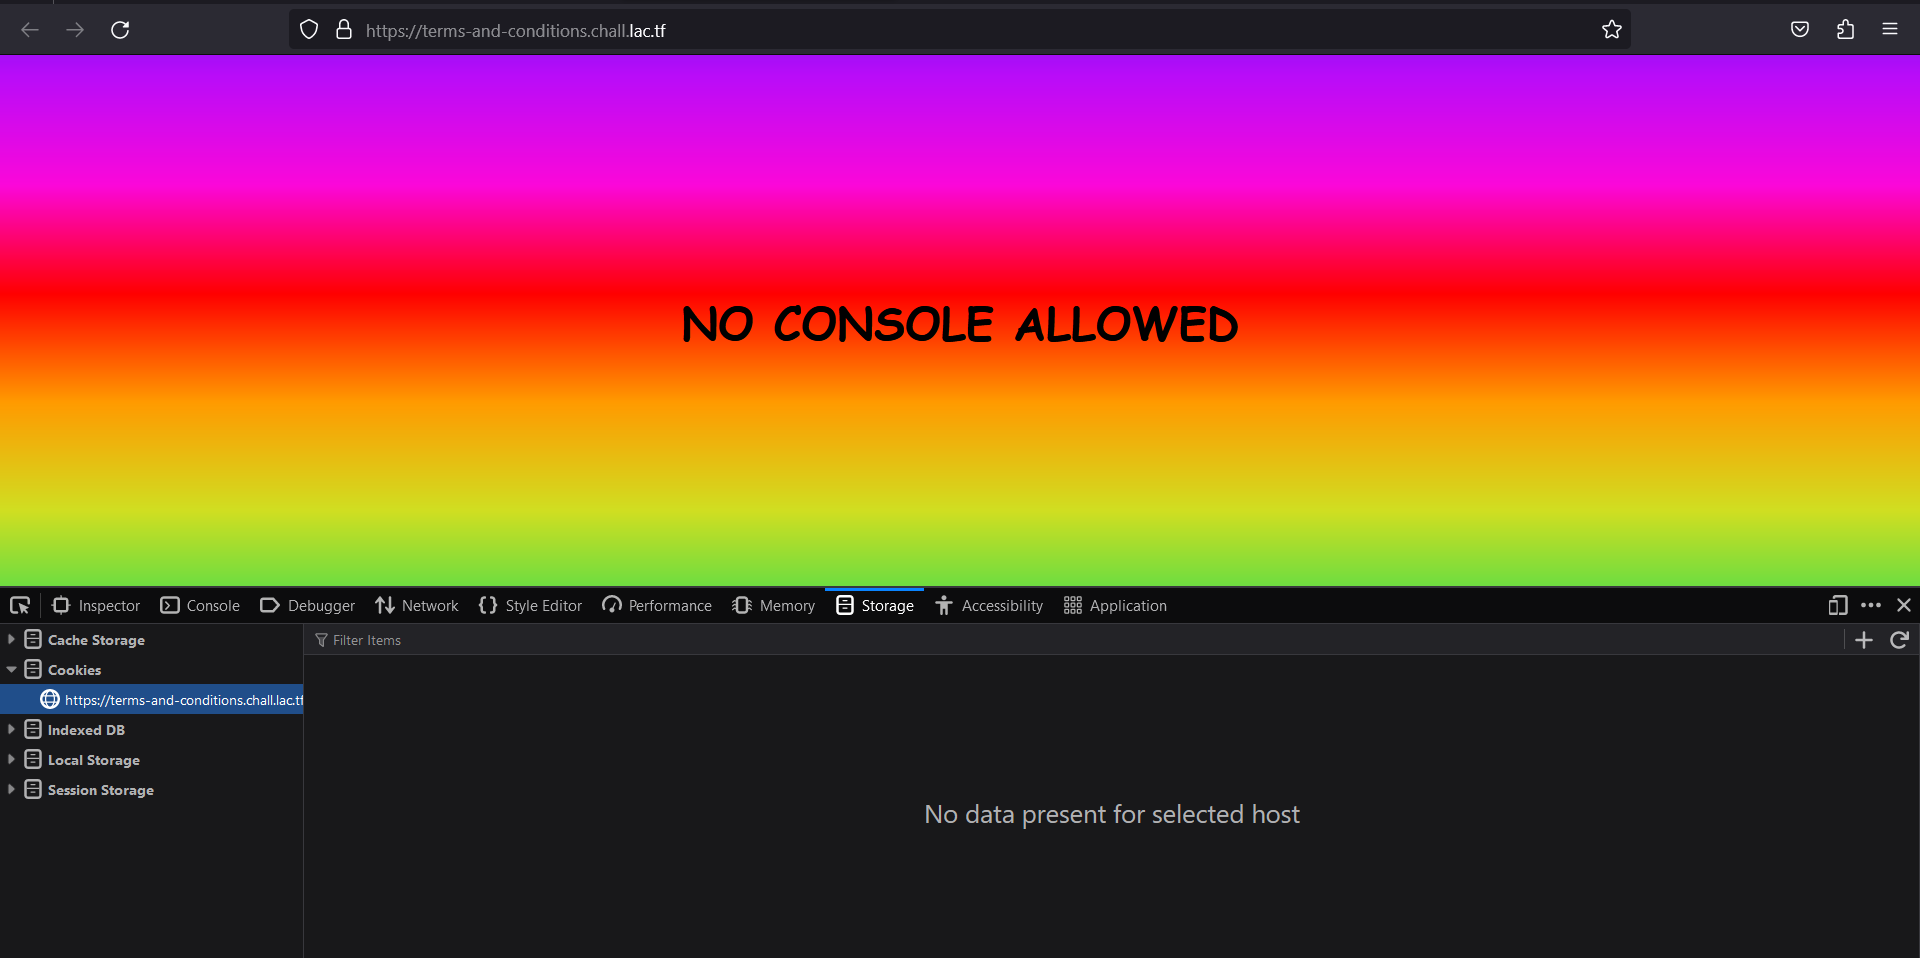 https://terms-and-conditions.chall.lac.tf
NO CONSOLE ALLOWED
Inspector Console Debugger Network Style Editor Performance Memory Storage Accessibility Application
Cache Storage
Filter Items
Cookies
https://terms-and-conditions.chall.lac.tf
Indexed DB
Local Storage
Session Storage
No data present for selected host